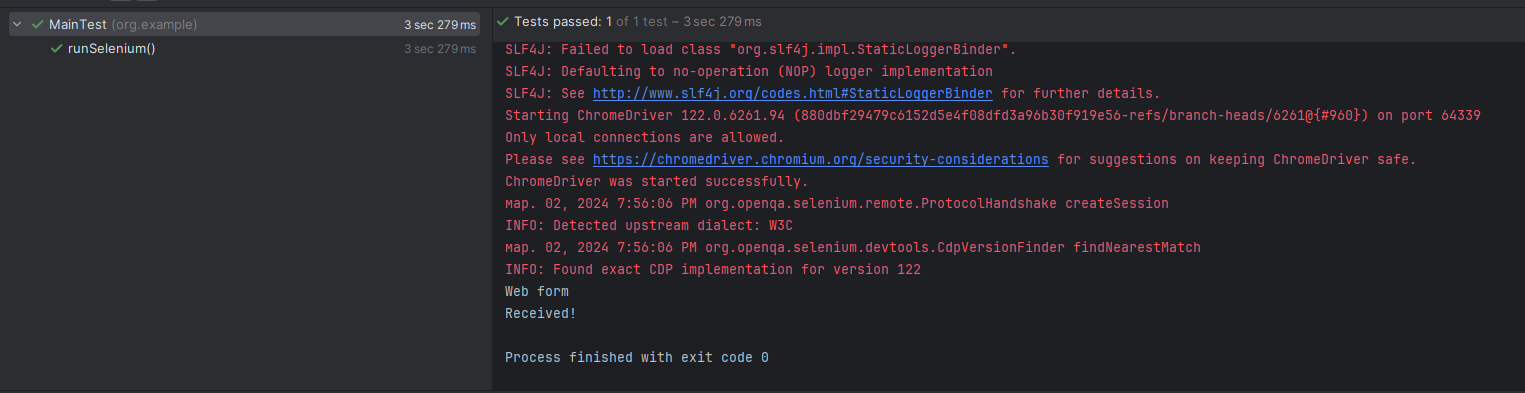 MainTest (org.example) 3 sec 279 ms
runSelenium() 3 sec 279 ms
Tests passed: 1 of 1 test – 3 sec 279 ms
SLF4J: Failed to load class "org.slf4j.impl.StaticLoggerBinder".
SLF4J: Defaulting to no-operation (NOP) logger implementation
SLF4J: See http://www.slf4j.org/codes.html#StaticLoggerBinder for further details.
Starting ChromeDriver 122.0.6261.94 (880dbf29479c6152d5e4f08dfd3a96b30f919e56-refs/branch-heads/6261@{#960}) on port 64339
Only local connections are allowed.
Please see https://chromedriver.chromium.org/security-considerations for suggestions on keeping ChromeDriver safe.
ChromeDriver was started successfully.
мар. 02, 2024 7:56:06 PM org.openqa.selenium.remote.ProtocolHandshake createSession
INFO: Detected upstream dialect: W3C
мар. 02, 2024 7:56:06 PM org.openqa.selenium.devtools.CdpVersionFinder findNearestMatch
INFO: Found exact CDP implementation for version 122
Web form
Received!
Process finished with exit code 0